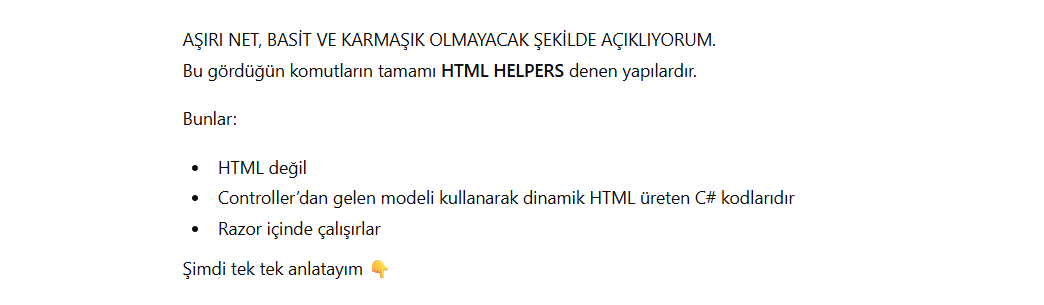 AŞIRI NET, BASİT VE KARMAŞIK OLMAYACAK ŞEKİLDE AÇIKLIYORUM.
Bu gördüğün komutların tamamı HTML HELPERS denen yapılardır.
Bunlar:
• HTML değil
• Controller’dan gelen modeli kullanarak dinamik HTML üreten C# kodlarıdır
• Razor içinde çalışırlar
Şimdi tek tek anlatayım 👇